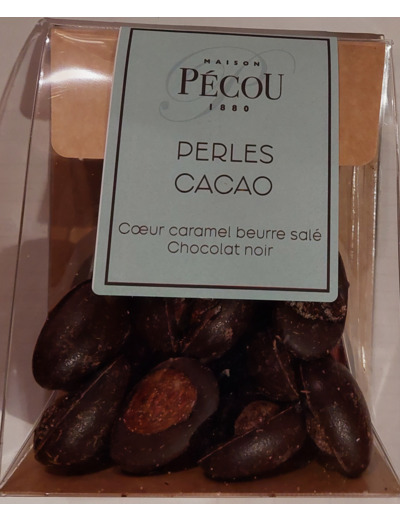 MAISON
PÉCOU
1880
PERLES
CACAO
Cœur caramel beurre salé
Chocolat noir